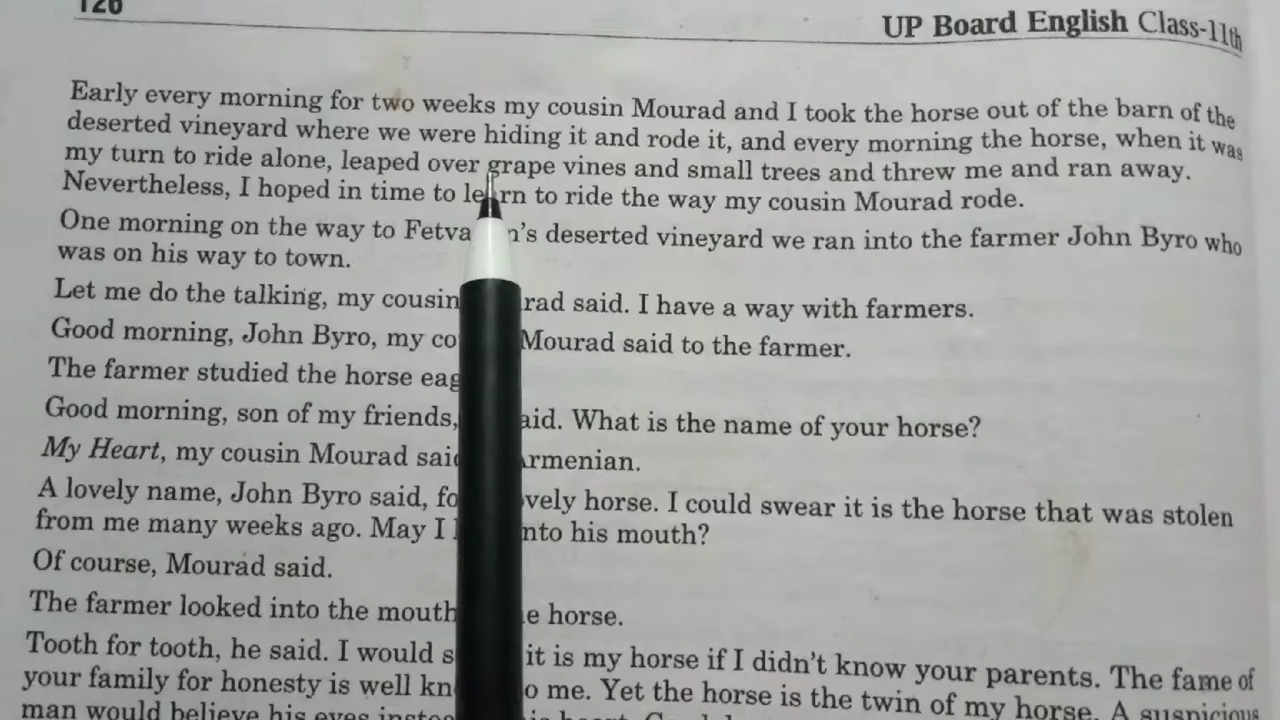 126
UP Board English Class-11th
Early every morning for two weeks my cousin Mourad and I took the horse out of the barn of the
deserted vineyard where we were hiding it and rode it, and every morning the horse, when it was
my turn to ride alone, leaped over grape vines and small trees and threw me and ran away.
Nevertheless, I hoped in time to learn to ride the way my cousin Mourad rode.
One morning on the way to Fetva n's deserted vineyard we ran into the farmer John Byro who
was on his way to town.
Let me do the talking, my cousin rad said. I have a way with farmers.
Good morning, John Byro, my co Mourad said to the farmer.
The farmer studied the horse eag
Good morning, son of my friends, aid. What is the name of your horse?
My Heart, my cousin Mourad said rmenian.
A lovely name, John Byro said, fo vely horse. I could swear it is the horse that was stolen
from me many weeks ago. May I nto his mouth?
Of course, Mourad said.
The farmer looked into the mouth e horse.
Tooth for tooth, he said. I would s it is my horse if I didn't know your parents. The fame of
your family for honesty is well kn o me. Yet the horse is the twin of my horse. A suspicious
man would believe his eyes inste